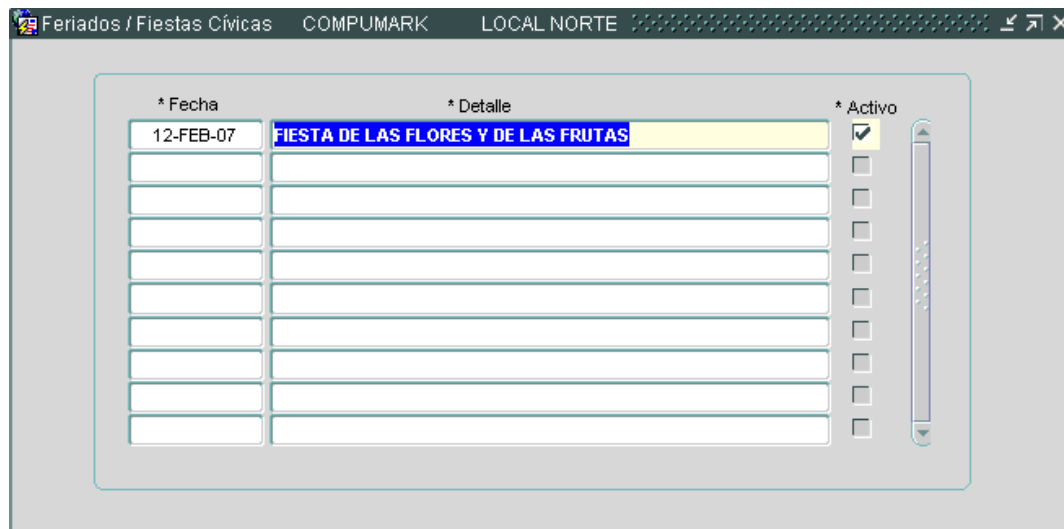 Feriados / Fiestas Cívicas COMPUMARK LOCAL NORTE
* Fecha * Detalle * Activo
12-FEB-07 FIESTA DE LAS FLORES Y DE LAS FRUTAS